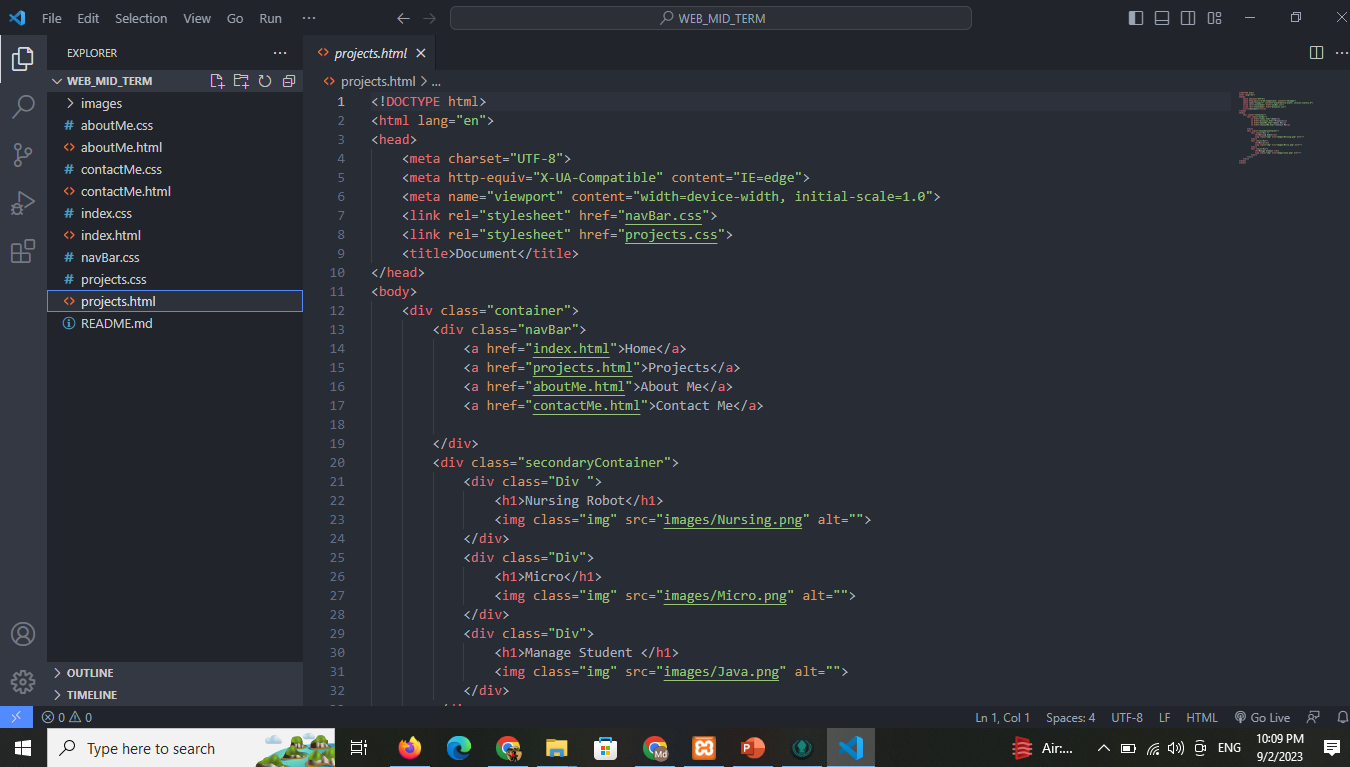 File Edit Selection View Go Run ··· WEB_MID_TERM
EXPLORER ···
WEB_MID_TERM
images
# aboutMe.css
<> aboutMe.html
# contactMe.css
<> contactMe.html
# index.css
<> index.html
# navBar.css
# projects.css
<> projects.html
README.md
OUTLINE
TIMELINE
<> projects.html ×
<> projects.html > ...
1 <!DOCTYPE html>
2 <html lang="en">
3 <head>
4 <meta charset="UTF-8">
5 <meta http-equiv="X-UA-Compatible" content="IE=edge">
6 <meta name="viewport" content="width=device-width, initial-scale=1.0">
7 <link rel="stylesheet" href="navBar.css">
8 <link rel="stylesheet" href="projects.css">
9 <title>Document</title>
10 </head>
11 <body>
12 <div class="container">
13 <div class="navBar">
14 <a href="index.html">Home</a>
15 <a href="projects.html">Projects</a>
16 <a href="aboutMe.html">About Me</a>
17 <a href="contactMe.html">Contact Me</a>
18
19 </div>
20 <div class="secondaryContainer">
21 <div class="Div ">
22 <h1>Nursing Robot</h1>
23 <img class="img" src="images/Nursing.png" alt="">
24 </div>
25 <div class="Div">
26 <h1>Micro</h1>
27 <img class="img" src="images/Micro.png" alt="">
28 </div>
29 <div class="Div">
30 <h1>Manage Student </h1>
31 <img class="img" src="images/Java.png" alt="">
32 </div>
0 0 Ln 1, Col 1 Spaces: 4 UTF-8 LF HTML Go Live
Type here to search Air:... ENG 10:09 PM
9/2/2023